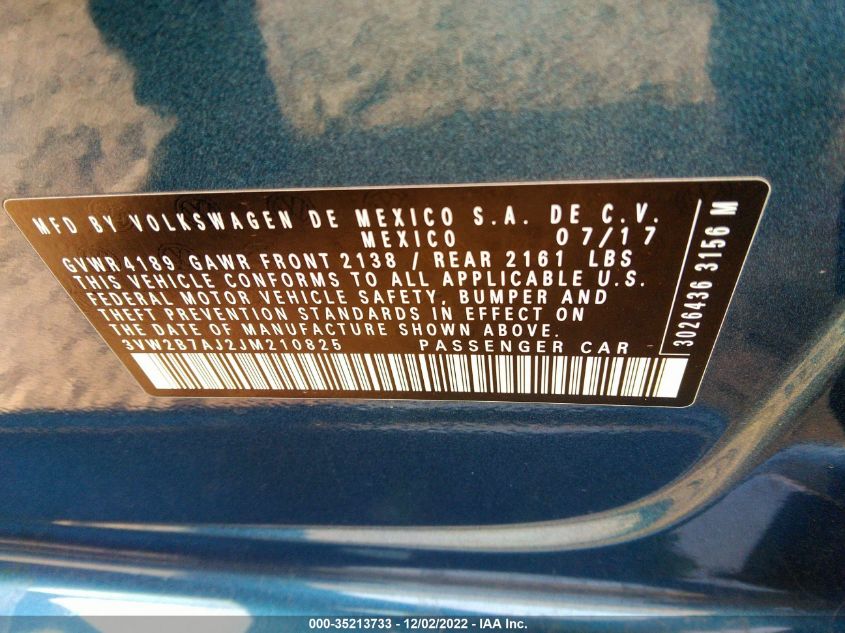 MFD BY VOLKSWAGEN DE MEXICO S.A. DE C.V.
MEXICO 07/17
GVWR 4189 GAWR FRONT 2138 / REAR 2161 LBS
THIS VEHICLE CONFORMS TO ALL APPLICABLE U.S.
FEDERAL MOTOR VEHICLE SAFETY, BUMPER AND
THEFT PREVENTION STANDARDS IN EFFECT ON
THE DATE OF MANUFACTURE SHOWN ABOVE.
3VW2B7AJ2JM210825 PASSENGER CAR
3026436 3156 M
000-35213733 - 12/02/2022 - IAA Inc.